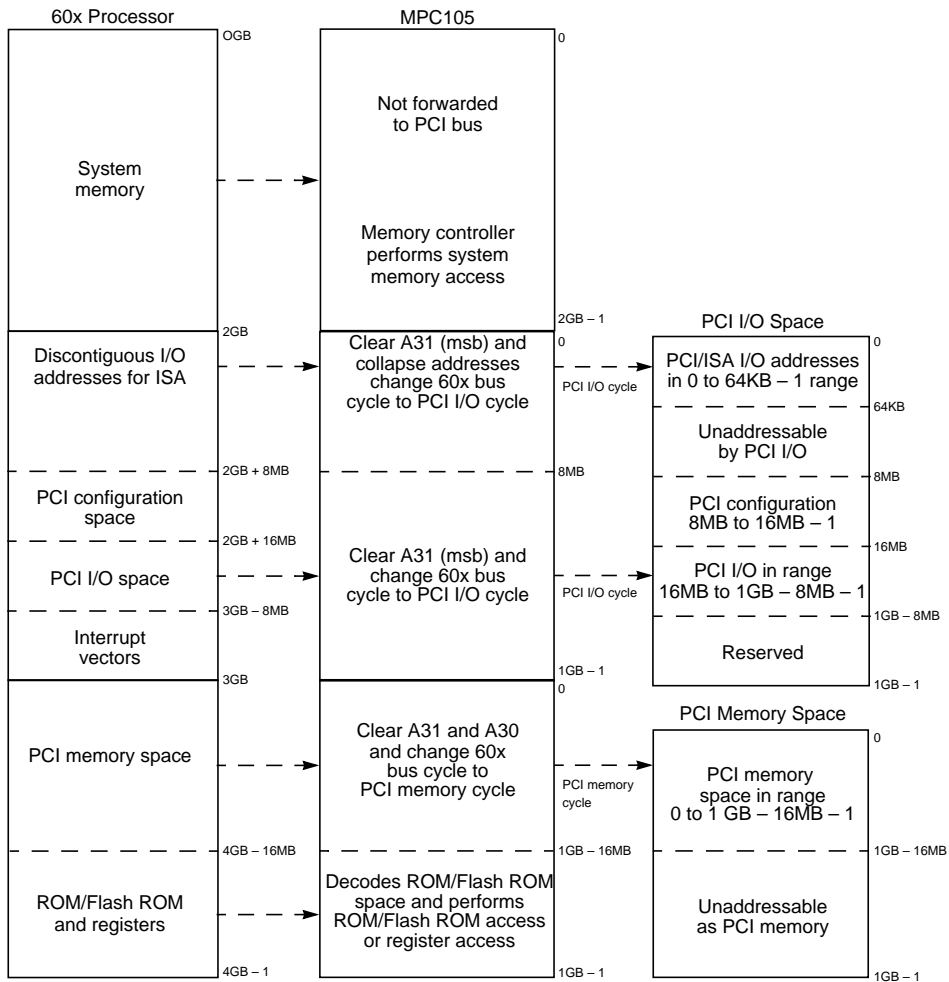 60x Processor
OGB
System
memory
2GB
Discontiguous I/O
addresses for ISA
2GB + 8MB
PCI configuration
space
2GB + 16MB
PCI I/O space
3GB – 8MB
Interrupt
vectors
3GB
PCI memory space
4GB – 16MB
ROM/Flash ROM
and registers
4GB – 1
MPC105
0
Not forwarded
to PCI bus
Memory controller
performs system
memory access
2GB – 1
0
Clear A31 (msb) and
collapse addresses
change 60x bus
cycle to PCI I/O cycle
PCI I/O cycle
8MB
Clear A31 (msb) and
change 60x bus
cycle to PCI I/O cycle
PCI I/O cycle
1GB – 1
0
Clear A31 and A30
and change 60x
bus cycle to
PCI memory cycle
PCI memory
cycle
1GB – 16MB
Decodes ROM/Flash ROM
space and performs
ROM/Flash ROM access
or register access
1GB – 1
PCI I/O Space
0
PCI/ISA I/O addresses
in 0 to 64KB – 1 range
64KB
Unaddressable
by PCI I/O
8MB
PCI configuration
8MB to 16MB – 1
16MB
PCI I/O in range
16MB to 1GB – 8MB – 1
1GB – 8MB
Reserved
1GB – 1
PCI Memory Space
0
PCI memory
space in range
0 to 1 GB – 16MB – 1
1GB – 16MB
Unaddressable
as PCI memory
1GB – 1